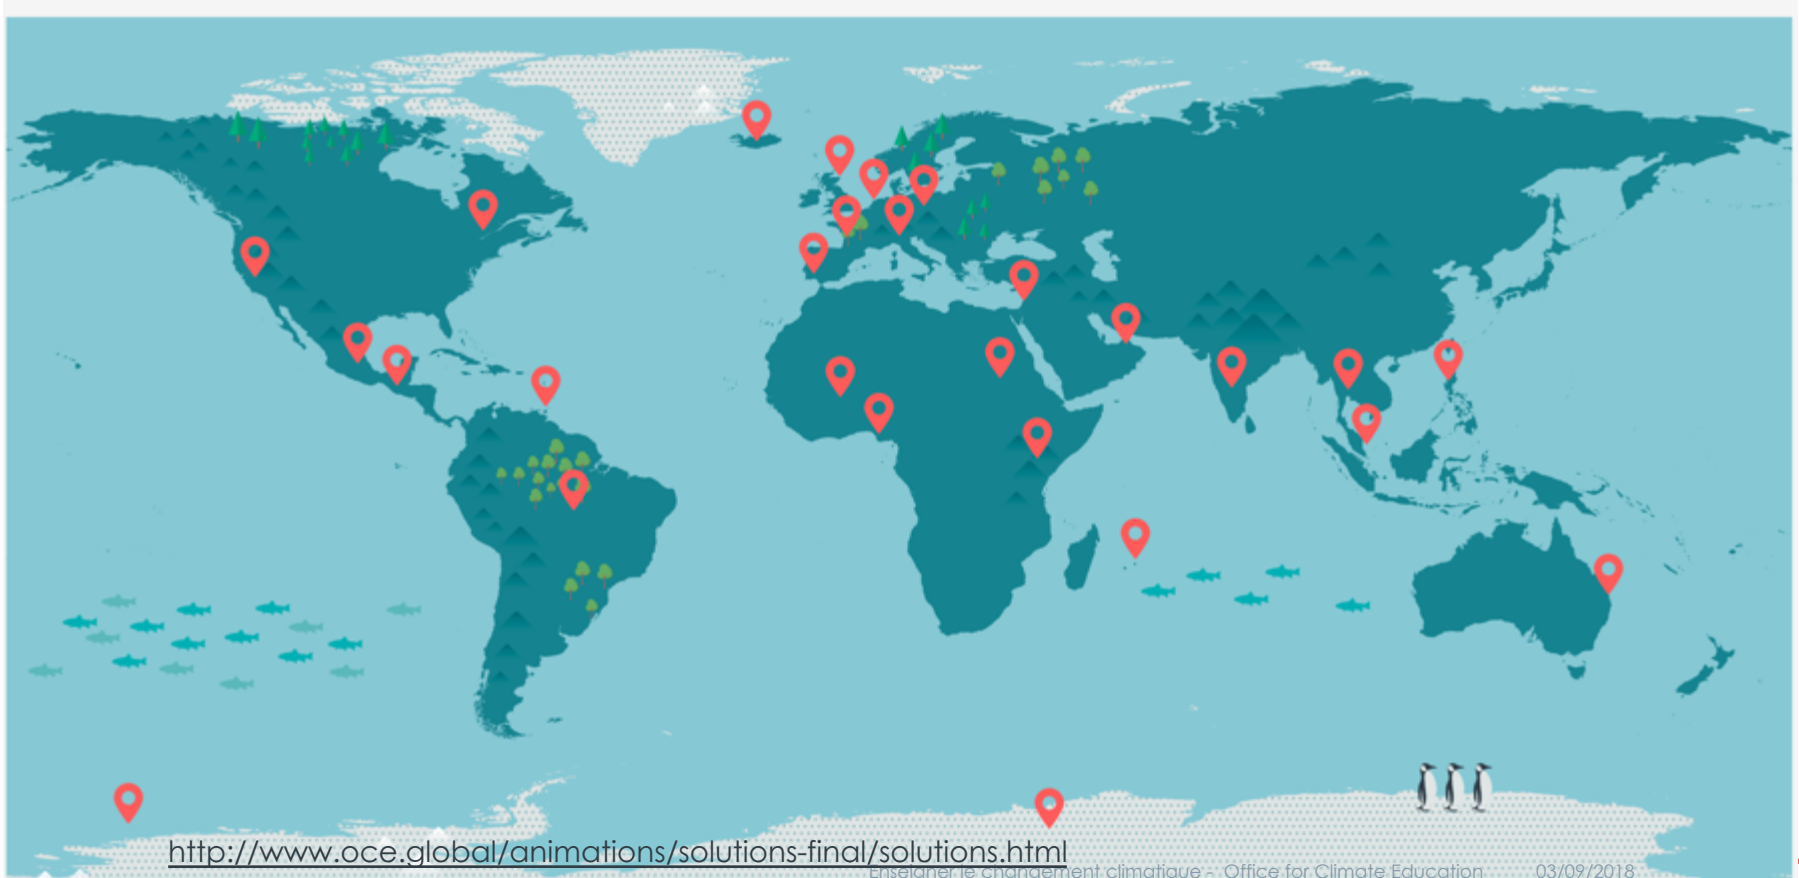 http://www.oce.global/animations/solutions-final/solutions.html
Enseigner le changement climatique - Office for Climate Education 03/09/2018